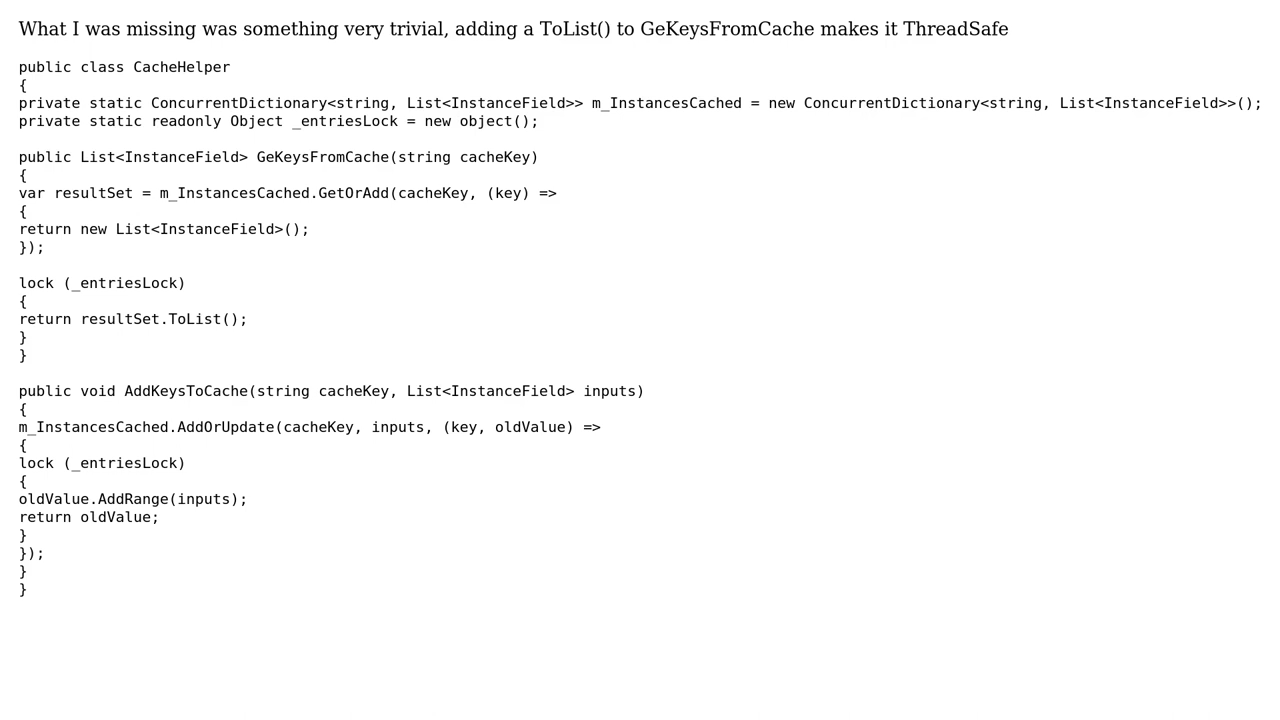 What I was missing was something very trivial, adding a ToList() to GeKeysFromCache makes it ThreadSafe
public class CacheHelper
{
private static ConcurrentDictionary<string, List<InstanceField>> m_InstancesCached = new ConcurrentDictionary<string, List<InstanceField>>();
private static readonly Object _entriesLock = new object();

public List<InstanceField> GeKeysFromCache(string cacheKey)
{
var resultSet = m_InstancesCached.GetOrAdd(cacheKey, (key) =>
{
return new List<InstanceField>();
});

lock (_entriesLock)
{
return resultSet.ToList();
}
}

public void AddKeysToCache(string cacheKey, List<InstanceField> inputs)
{
m_InstancesCached.AddOrUpdate(cacheKey, inputs, (key, oldValue) =>
{
lock (_entriesLock)
{
oldValue.AddRange(inputs);
return oldValue;
}
});
}
}